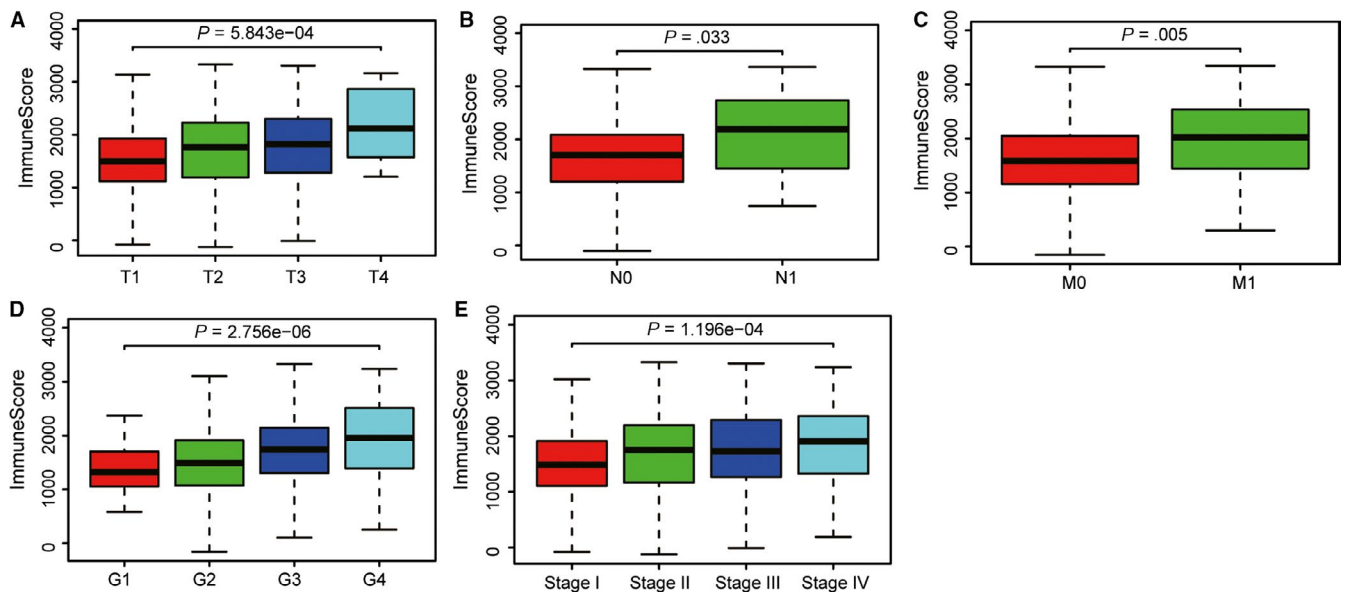 A
P = 5.843e−04
ImmuneScore
4000
3000
2000
1000
0
T1 T2 T3 T4
B
P = .033
ImmuneScore
4000
3000
2000
1000
0
N0 N1
C
P = .005
ImmuneScore
4000
3000
2000
1000
0
M0 M1
D
P = 2.756e−06
ImmuneScore
4000
3000
2000
1000
0
G1 G2 G3 G4
E
P = 1.196e−04
ImmuneScore
4000
3000
2000
1000
0
Stage I Stage II Stage III Stage IV